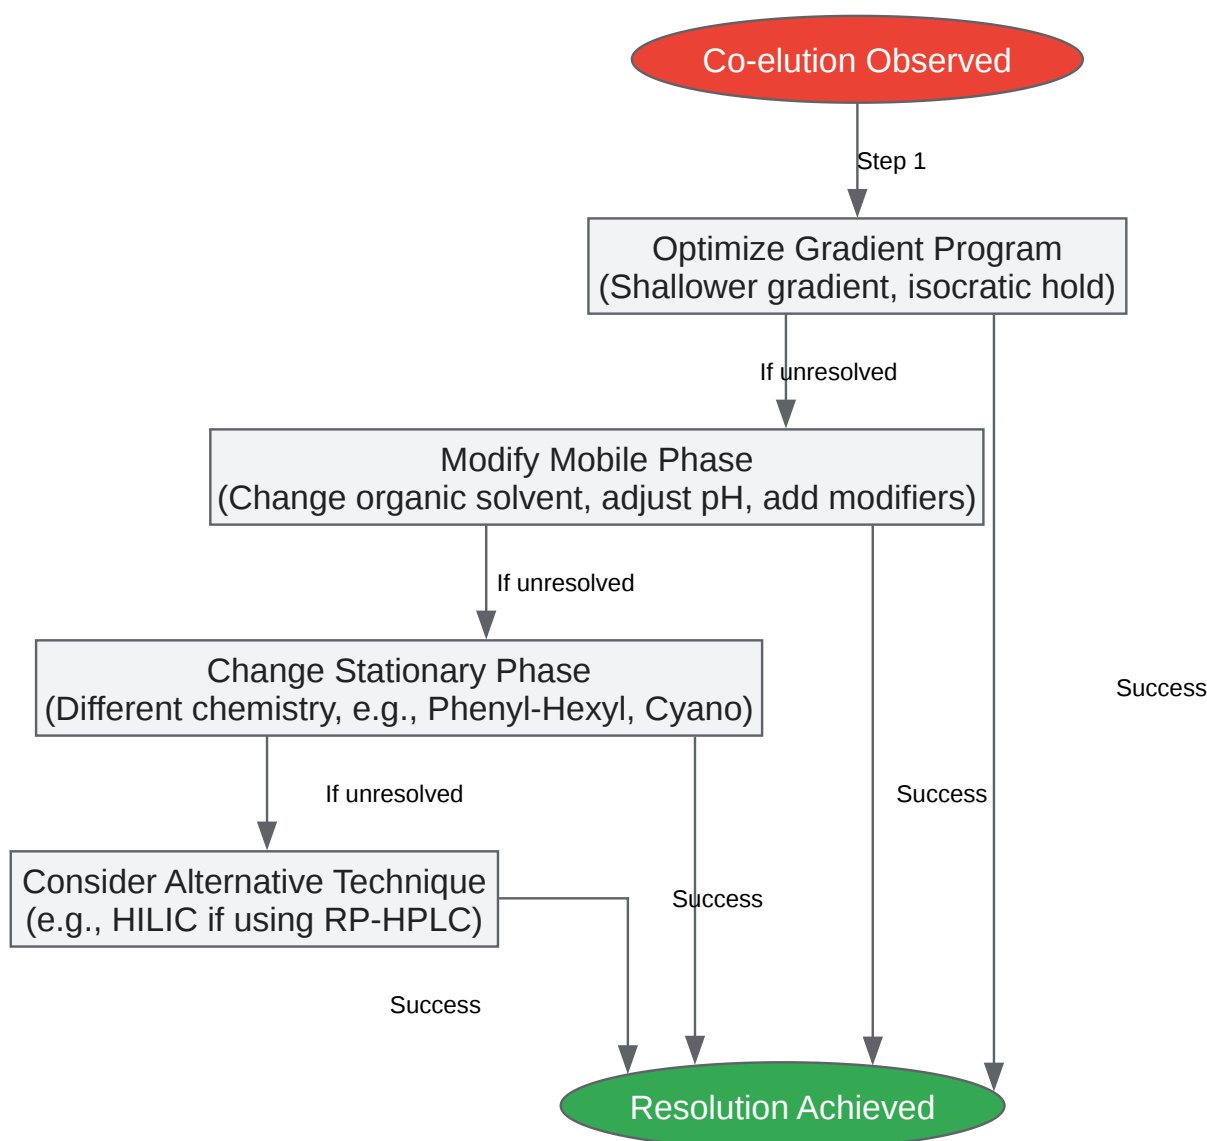 Co-elution Observed
Step 1
Optimize Gradient Program
(Shallower gradient, isocratic hold)
If unresolved
Modify Mobile Phase
(Change organic solvent, adjust pH, add modifiers)
If unresolved
Change Stationary Phase
(Different chemistry, e.g., Phenyl-Hexyl, Cyano)
Success
If unresolved
Success
Consider Alternative Technique
(e.g., HILIC if using RP-HPLC)
Success
Success
Resolution Achieved